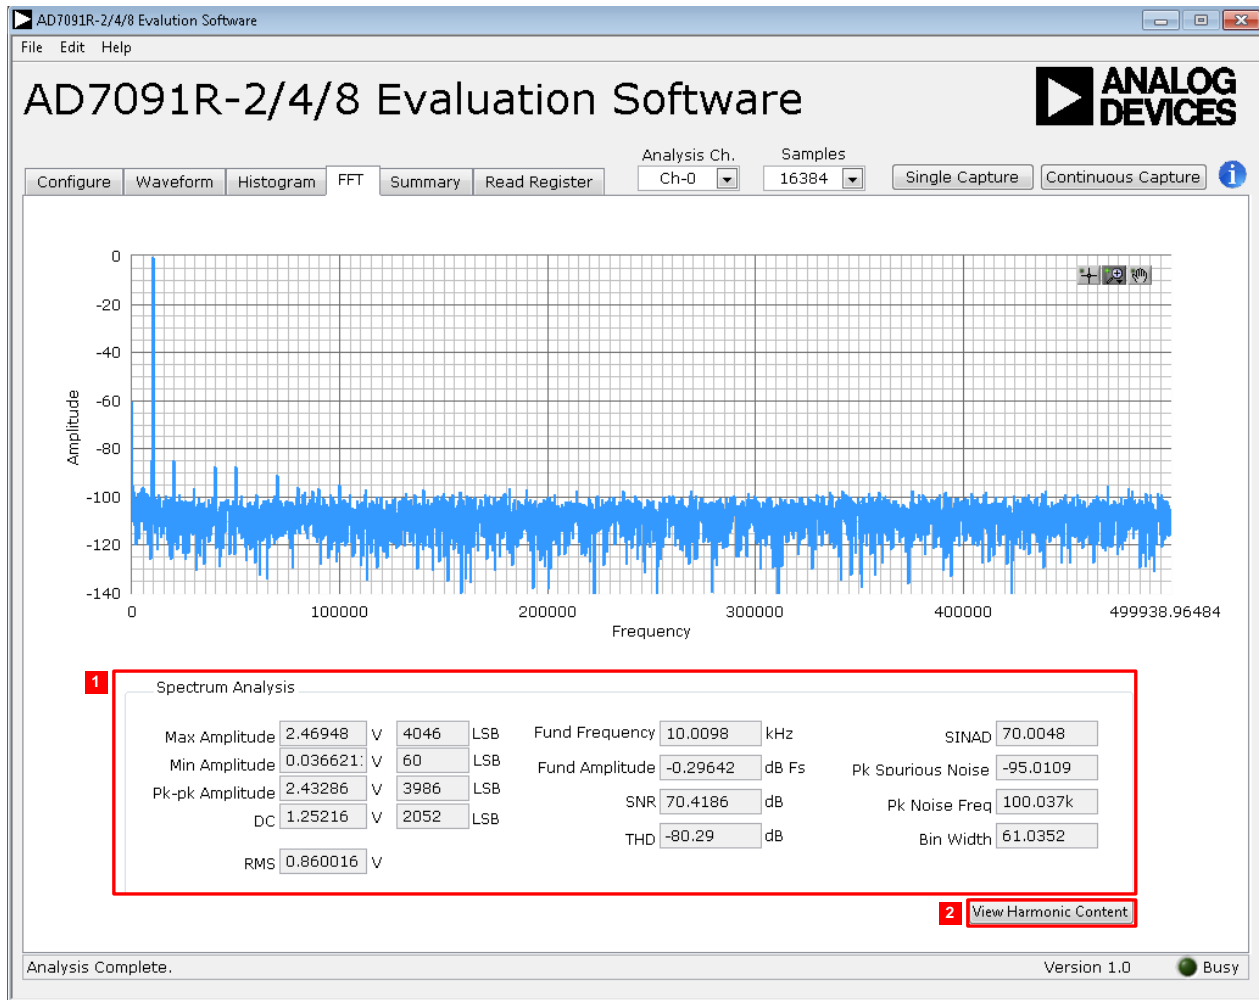 AD7091R-2/4/8 Evalution Software
File Edit Help
AD7091R-2/4/8 Evaluation Software
ANALOG
DEVICES
Analysis Ch. Samples
Configure Waveform Histogram FFT Summary Read Register Ch-0 16384 Single Capture Continuous Capture i
0
-20
-40
-60
-80
-100
-120
-140
Amplitude
0 100000 200000 300000 400000 499938.96484
Frequency
1
Spectrum Analysis
Max Amplitude 2.46948 V 4046 LSB
Min Amplitude 0.0366211 V 60 LSB
Pk-pk Amplitude 2.43286 V 3986 LSB
DC 1.25216 V 2052 LSB
RMS 0.860016 V
Fund Frequency 10.0098 kHz
Fund Amplitude -0.29642 dB Fs
SNR 70.4186 dB
THD -80.29 dB
SINAD 70.0048
Pk Spurious Noise -95.0109
Pk Noise Freq 100.037k
Bin Width 61.0352
2 View Harmonic Content
Analysis Complete. Version 1.0 Busy